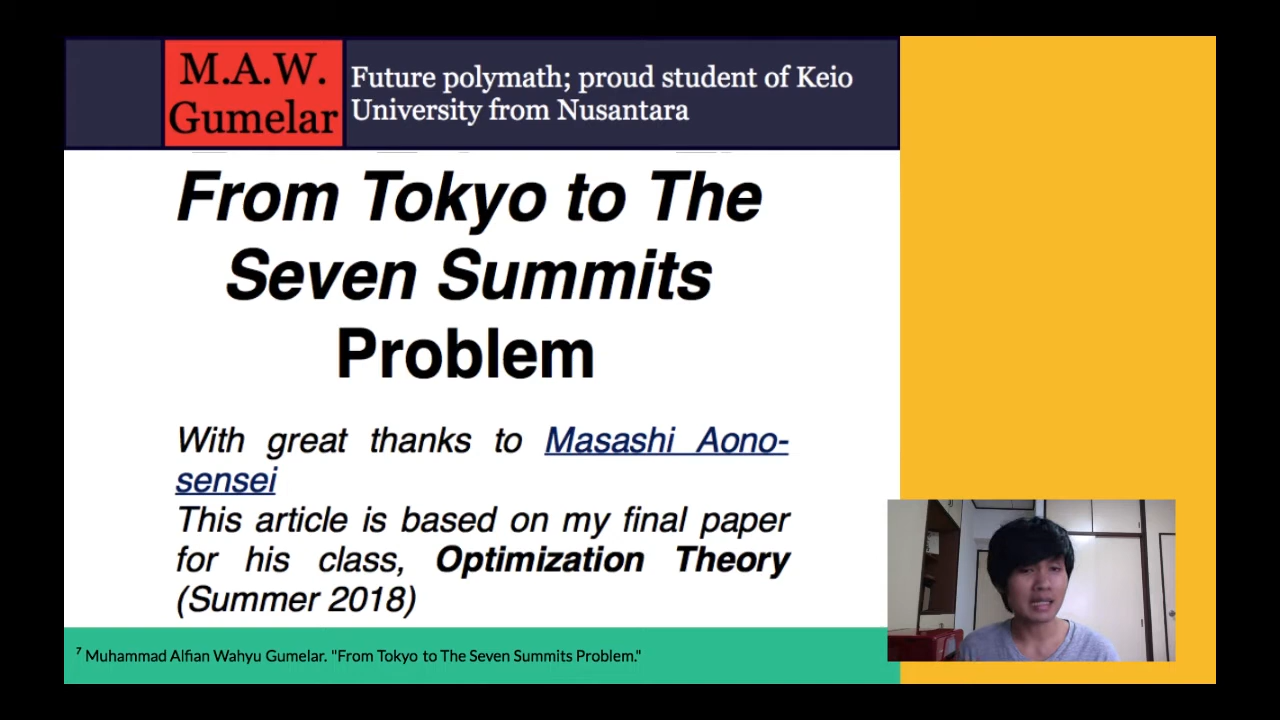 M.A.W.
Gumelar
Future polymath; proud student of Keio
University from Nusantara
From Tokyo to The
Seven Summits
Problem
With great thanks to Masashi Aono-
sensei
This article is based on my final paper
for his class, Optimization Theory
(Summer 2018)
⁷ Muhammad Alfian Wahyu Gumelar. "From Tokyo to The Seven Summits Problem."